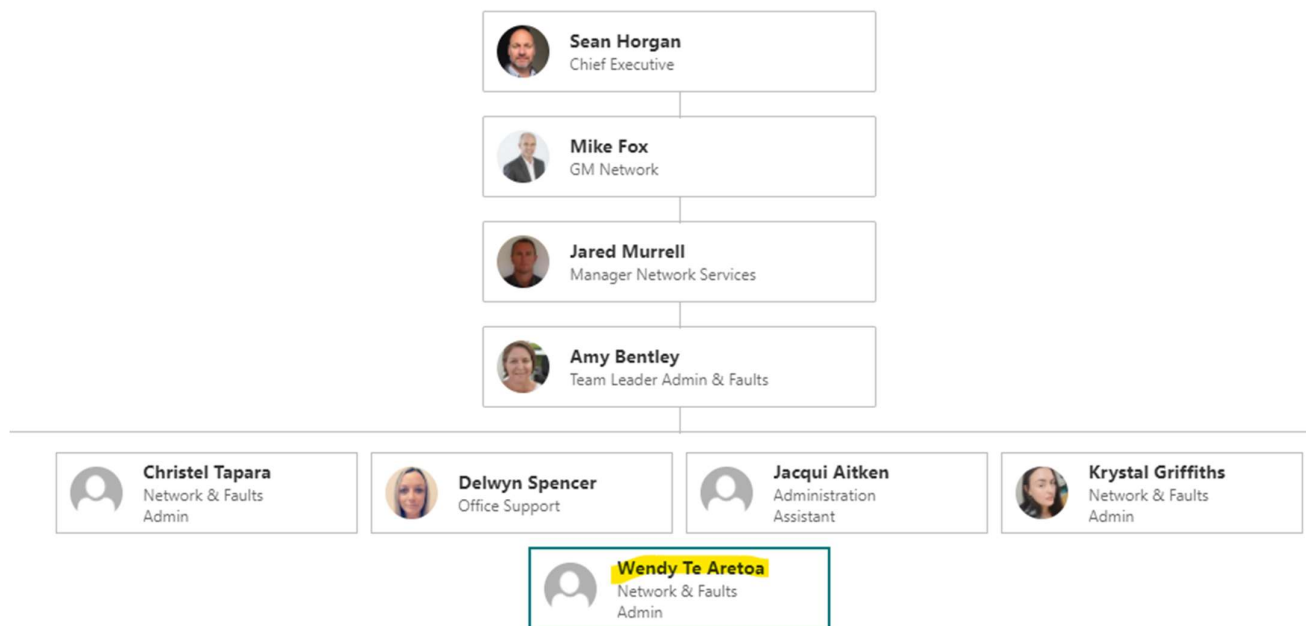 Sean Horgan
Chief Executive
Mike Fox
GM Network
Jared Murrell
Manager Network Services
Amy Bentley
Team Leader Admin & Faults
Christel Tapara
Network & Faults
Admin
Delwyn Spencer
Office Support
Jacqui Aitken
Administration
Assistant
Krystal Griffiths
Network & Faults
Admin
Wendy Te Aretoa
Network & Faults
Admin